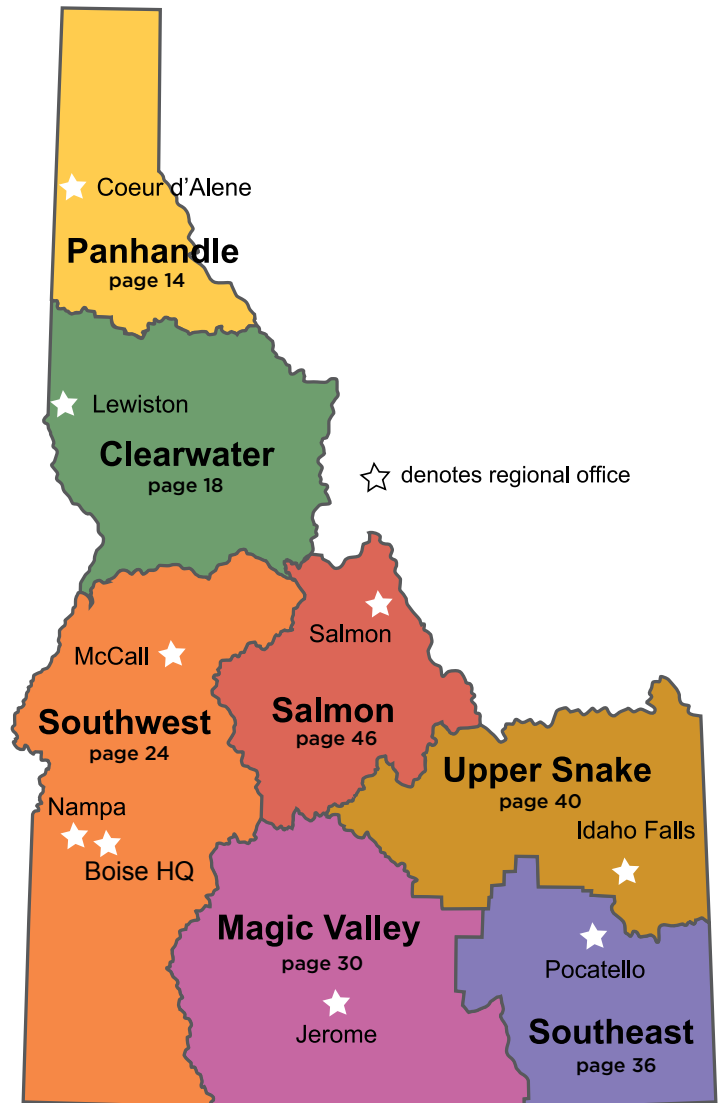 Coeur d’Alene
Panhandle
page 14
Lewiston
Clearwater
page 18
denotes regional office
Salmon
McCall
Salmon
page 46
Southwest
page 24
Upper Snake
page 40
Nampa
Idaho Falls
Boise HQ
Magic Valley
page 30
Pocatello
Jerome
Southeast
page 36